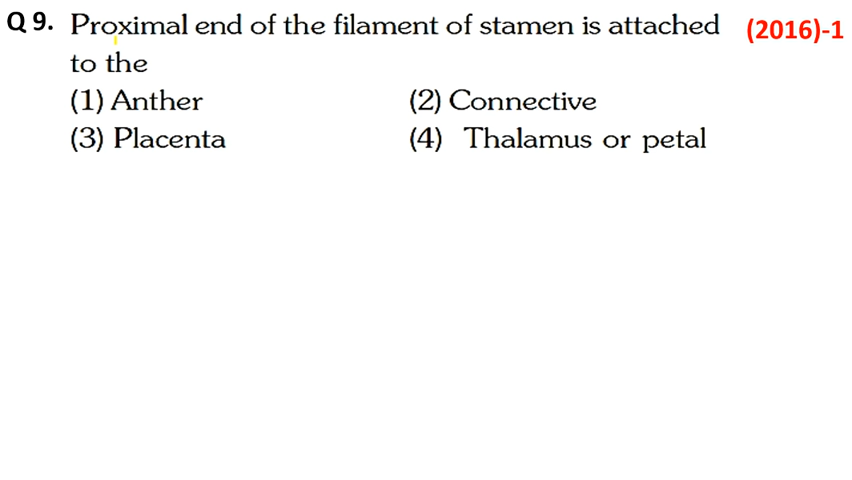 Q 9. Proximal end of the filament of stamen is attached (2016)-1
to the
(1) Anther (2) Connective
(3) Placenta (4) Thalamus or petal